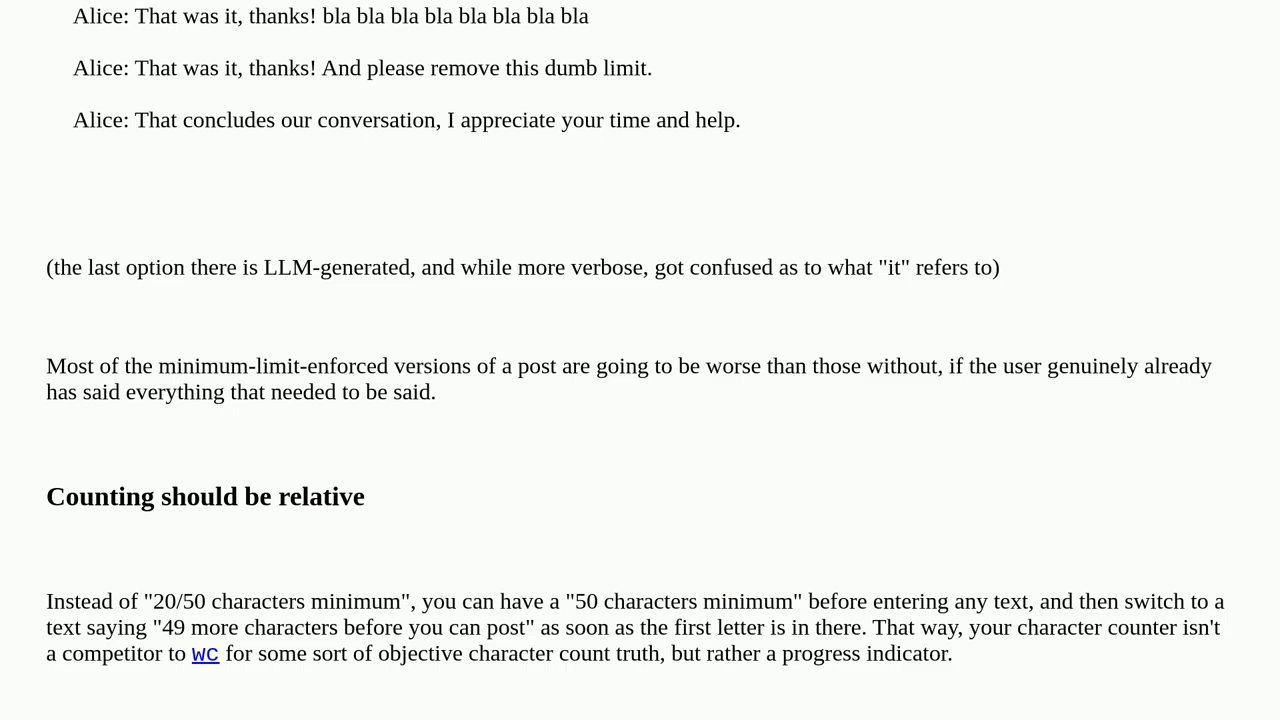 Alice: That was it, thanks! bla bla bla bla bla bla bla bla
Alice: That was it, thanks! And please remove this dumb limit.
Alice: That concludes our conversation, I appreciate your time and help.
(the last option there is LLM-generated, and while more verbose, got confused as to what "it" refers to)
Most of the minimum-limit-enforced versions of a post are going to be worse than those without, if the user genuinely already
has said everything that needed to be said.
Counting should be relative
Instead of "20/50 characters minimum", you can have a "50 characters minimum" before entering any text, and then switch to a
text saying "49 more characters before you can post" as soon as the first letter is in there. That way, your character counter isn't
a competitor to wc for some sort of objective character count truth, but rather a progress indicator.